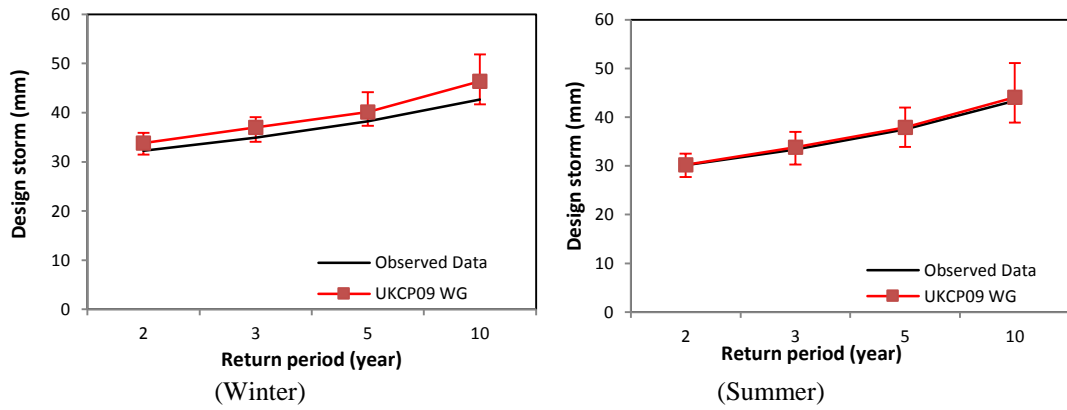 60
50
40
30
20
10
0
Design storm (mm)
Observed Data
UKCP09 WG
2 3 5 10
Return period (year)
(Winter)
60
50
40
30
20
10
0
Design storm (mm)
Observed Data
UKCP09 WG
2 3 5 10
Return period (year)
(Summer)